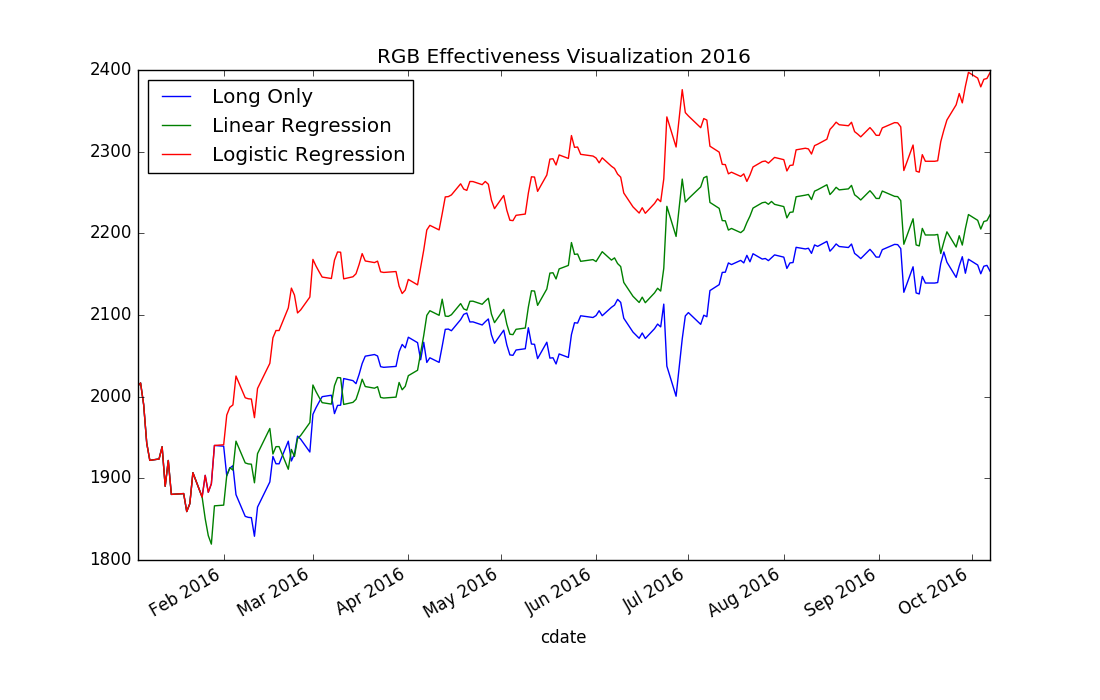 RGB Effectiveness Visualization 2016
2400
2300
2200
2100
2000
1900
1800
Long Only
Linear Regression
Logistic Regression
Feb 2016
Mar 2016
Apr 2016
May 2016
Jun 2016
Jul 2016
Aug 2016
Sep 2016
Oct 2016
cdate